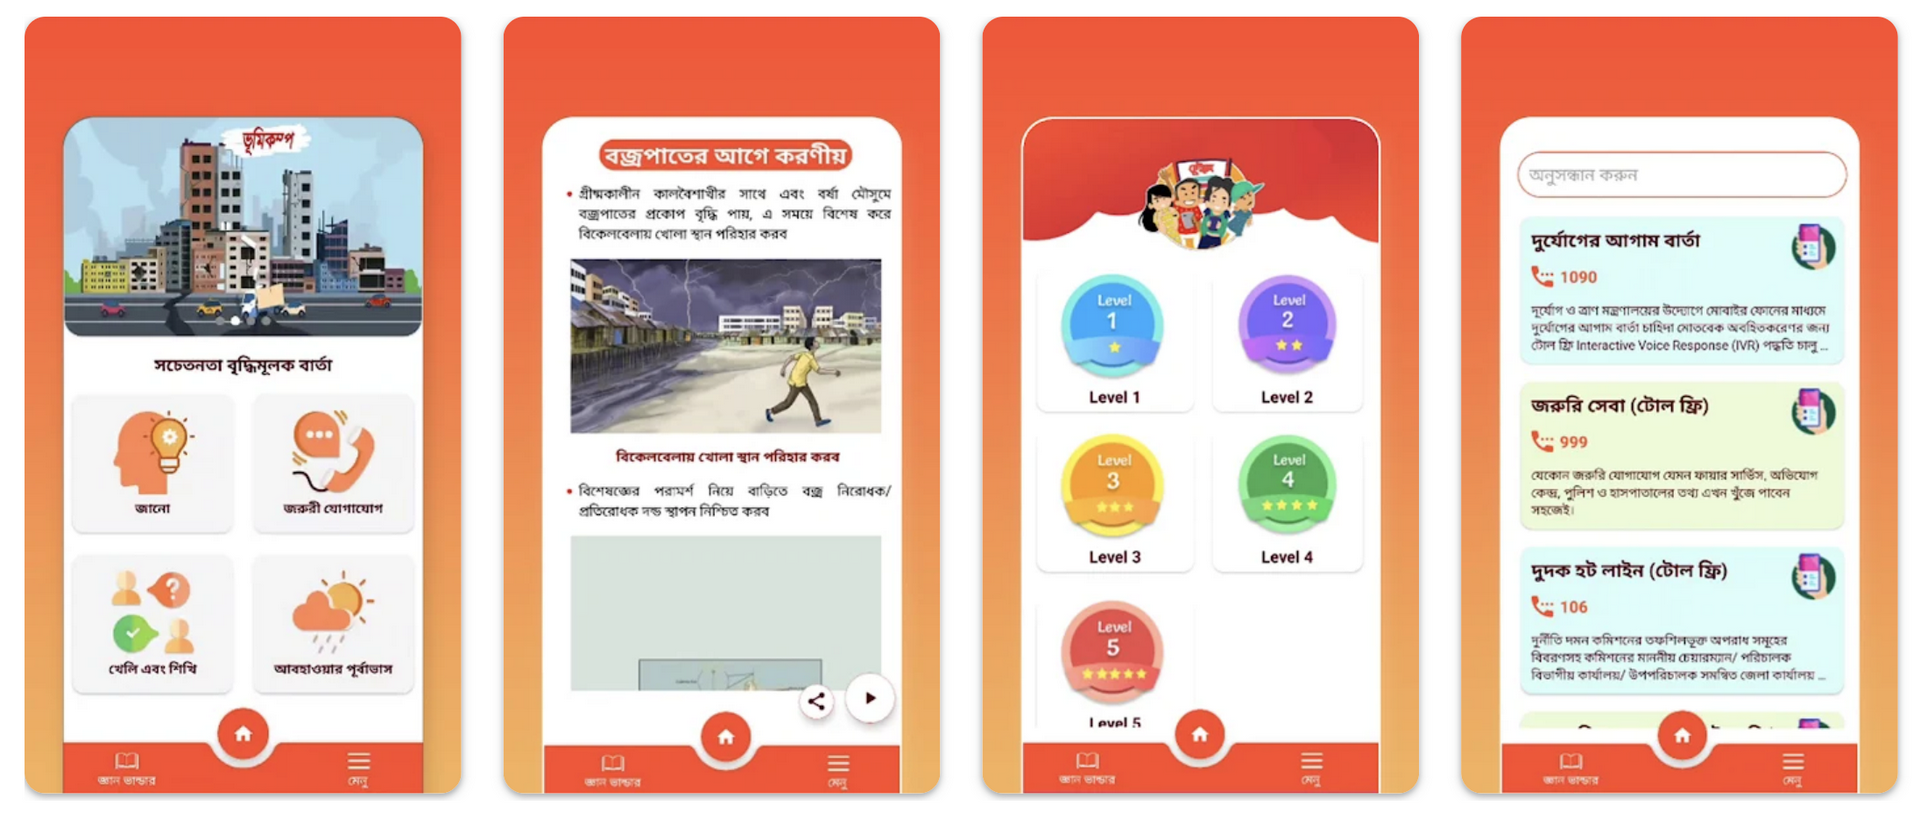 ভূমিকম্প
সচেতনতা বৃদ্ধিমূলক বার্তা
জানো
জরুরী যোগাযোগ
খেলি এবং শিখি
আবহাওয়ার পূর্বাভাস
জ্ঞান ভান্ডার
মেনু
বজ্রপাতের আগে করণীয়
• গ্রীষ্মকালীন কালবৈশাখীর সাথে এবং বর্ষা মৌসুমে
বজ্রপাতের প্রকোপ বৃদ্ধি পায়, এ সময়ে বিশেষ করে
বিকেলবেলায় খোলা স্থান পরিহার করব
বিকেলবেলায় খোলা স্থান পরিহার করব
• বিশেষজ্ঞের পরামর্শ নিয়ে বাড়িতে বজ্র নিরোধক/
প্রতিরোধক দন্ড স্থাপন নিশ্চিত করব
জ্ঞান ভান্ডার
মেনু
Level
1
Level 1
Level
2
Level 2
Level
3
Level 3
Level
4
Level 4
Level
5
Level 5
জ্ঞান ভান্ডার
মেনু
অনুসন্ধান করুন
দুর্যোগের আগাম বার্তা
1090
দূর্যোগ ও ত্রাণ মন্ত্রণালয়ের উদ্যোগে মোবাইর ফোনের মাধ্যমে
দুর্যোগের আগাম বার্তা চাহিদা মোতবেক অবহিতকরেণর জন্য
টোল ফ্রি Interactive Voice Response (IVR) পদ্ধতি চালু ...
জরুরি সেবা (টোল ফ্রি)
999
যেকোন জরুরি যোগাযোগ যেমন ফায়ার সার্ভিস, অভিযোগ
কেন্দ্র, পুলিশ ও হাসপাতালের তথ্য এখন খুঁজে পাবেন
সহজেই।
দুদক হট লাইন (টোল ফ্রি)
106
দুর্নীতি দমন কমিশনের তফশিলভূক্ত অপরাধ সমূহের
বিবরণসহ কমিশনের মাননীয় চেয়ারম্যান/ পরিচালক
বিভাগীয় কার্যালয়/ উপপরিচালক সমন্বিত জেলা কার্যালয় ...
জ্ঞান ভান্ডার
মেনু